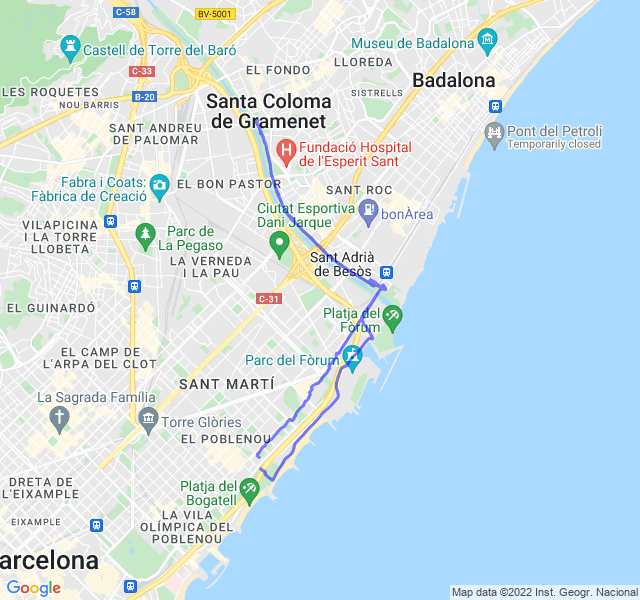 C-58
BV-5001
Castell de Torre del Baró
Museu de Badalona
LLOREDA
C-33
EL FONDO
Badalona
LES ROQUETES
SISTRELLS
NOU BARRIS
B-20
Santa Coloma
de Gramenet
SANT ANDREU
DE PALOMAR
Pont del Petroli
Temporarily closed
Fundació Hospital
de l'Esperit Sant
EL BON PASTOR
Fabra i Coats:
Fàbrica de Creació
SANT ROC
bonÀrea
Ciutat Esportiva
Dani Jarque
VILAPICINA
I LA TORRE
LLOBETA
Parc de
La Pegaso
LA VERNEDA
I LA PAU
Sant Adrià
de Besòs
C-31
EL GUINARDÓ
Platja del
Fòrum
EL CAMP DE
L'ARPA DEL CLOT
Parc del Fòrum
SANT MARTÍ
La Sagrada Família
Torre Glòries
EL POBLENOU
DRETA DE
L'EIXAMPLE
Platja del
Bogatell
EIXAMPLE
LA VILA
OLÍMPICA DEL
POBLENOU
arcelona
Google
Map data ©2022 Inst. Geogr. Nacional